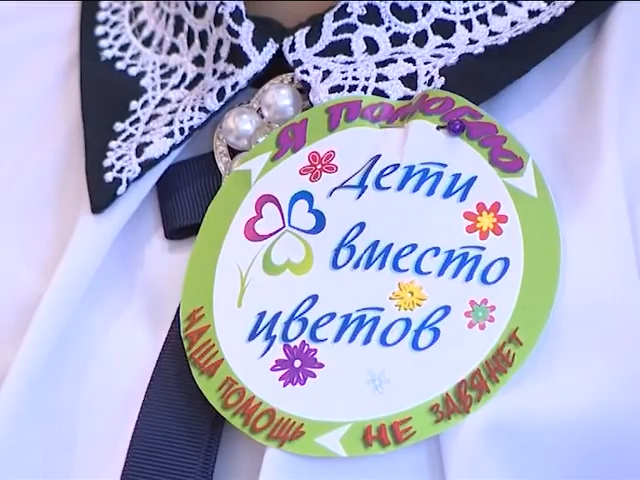 Я помогаю
Дети
вместо
цветов
НАША ПОМОЩЬ
НЕ ЗАВЯНЕТ